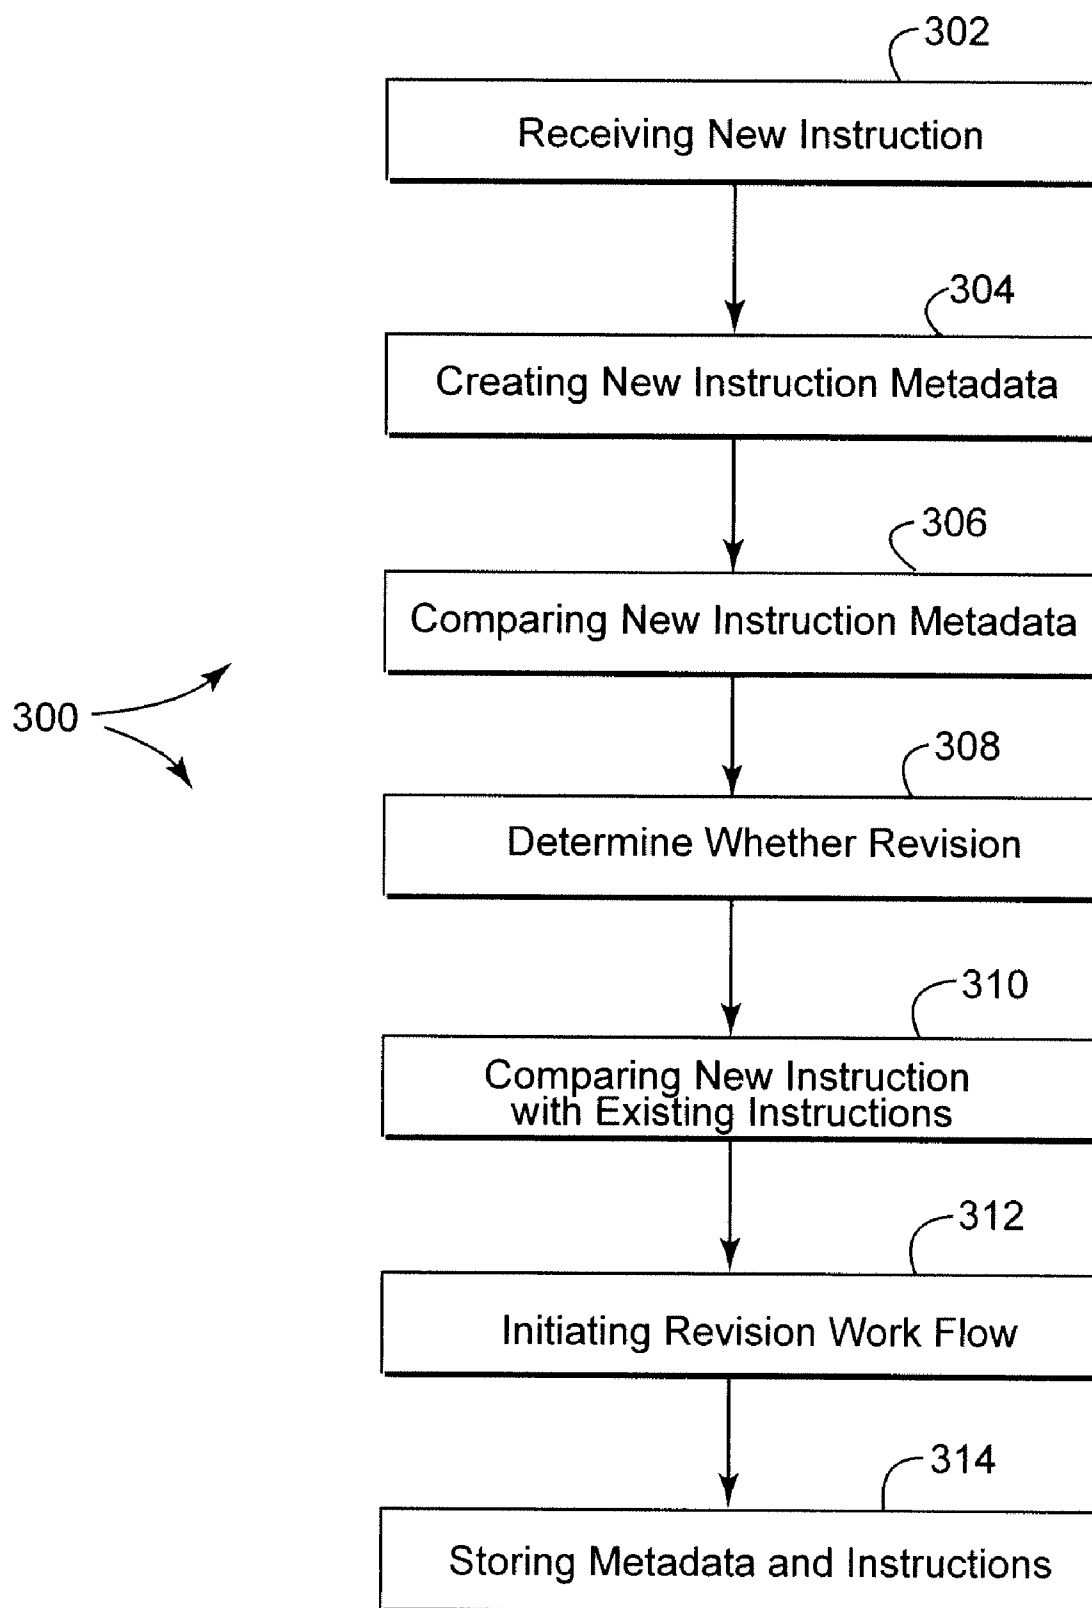 302
Receiving New Instruction
304
Creating New Instruction Metadata
306
Comparing New Instruction Metadata
300
308
Determine Whether Revision
310
Comparing New Instruction
with Existing Instructions
312
Initiating Revision Work Flow
314
Storing Metadata and Instructions